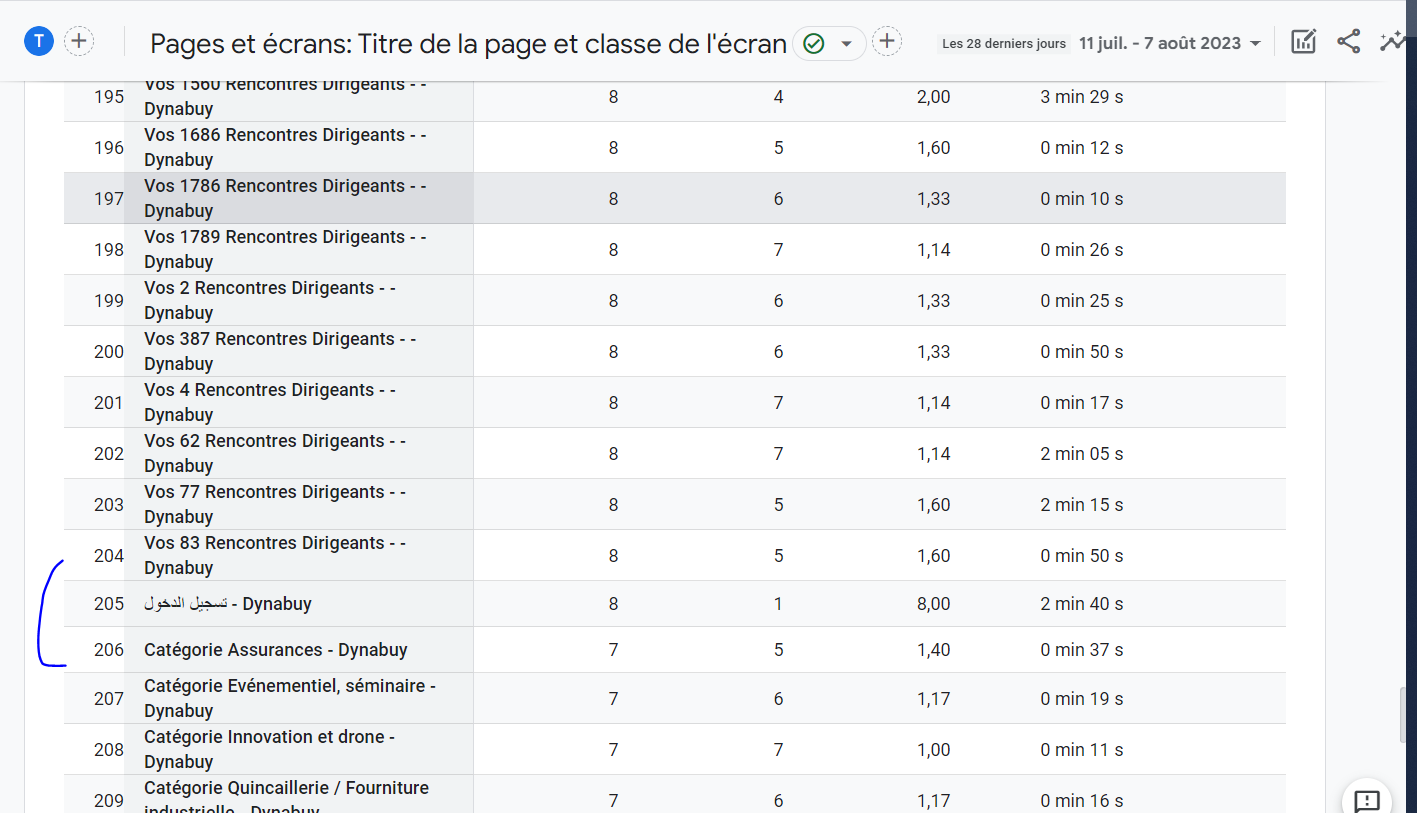 T
Pages et écrans: Titre de la page et classe de l'écran
Les 28 derniers jours 11 juil. - 7 août 2023
195 Vos 1560 Rencontres Dirigeants - - 8 4 2,00 3 min 29 s
Dynabuy
196 Vos 1686 Rencontres Dirigeants - - 8 5 1,60 0 min 12 s
Dynabuy
197 Vos 1786 Rencontres Dirigeants - - 8 6 1,33 0 min 10 s
Dynabuy
198 Vos 1789 Rencontres Dirigeants - - 8 7 1,14 0 min 26 s
Dynabuy
199 Vos 2 Rencontres Dirigeants - - 8 6 1,33 0 min 25 s
Dynabuy
200 Vos 387 Rencontres Dirigeants - - 8 6 1,33 0 min 50 s
Dynabuy
201 Vos 4 Rencontres Dirigeants - - 8 7 1,14 0 min 17 s
Dynabuy
202 Vos 62 Rencontres Dirigeants - - 8 7 1,14 2 min 05 s
Dynabuy
203 Vos 77 Rencontres Dirigeants - - 8 5 1,60 2 min 15 s
Dynabuy
204 Vos 83 Rencontres Dirigeants - - 8 5 1,60 0 min 50 s
Dynabuy
205 تسجيل الدخول - Dynabuy 8 1 8,00 2 min 40 s
206 Catégorie Assurances - Dynabuy 7 5 1,40 0 min 37 s
207 Catégorie Evénementiel, séminaire - 7 6 1,17 0 min 19 s
Dynabuy
208 Catégorie Innovation et drone - 7 7 1,00 0 min 11 s
Dynabuy
209 Catégorie Quincaillerie / Fourniture 7 6 1,17 0 min 16 s
industrielle - Dynabuy